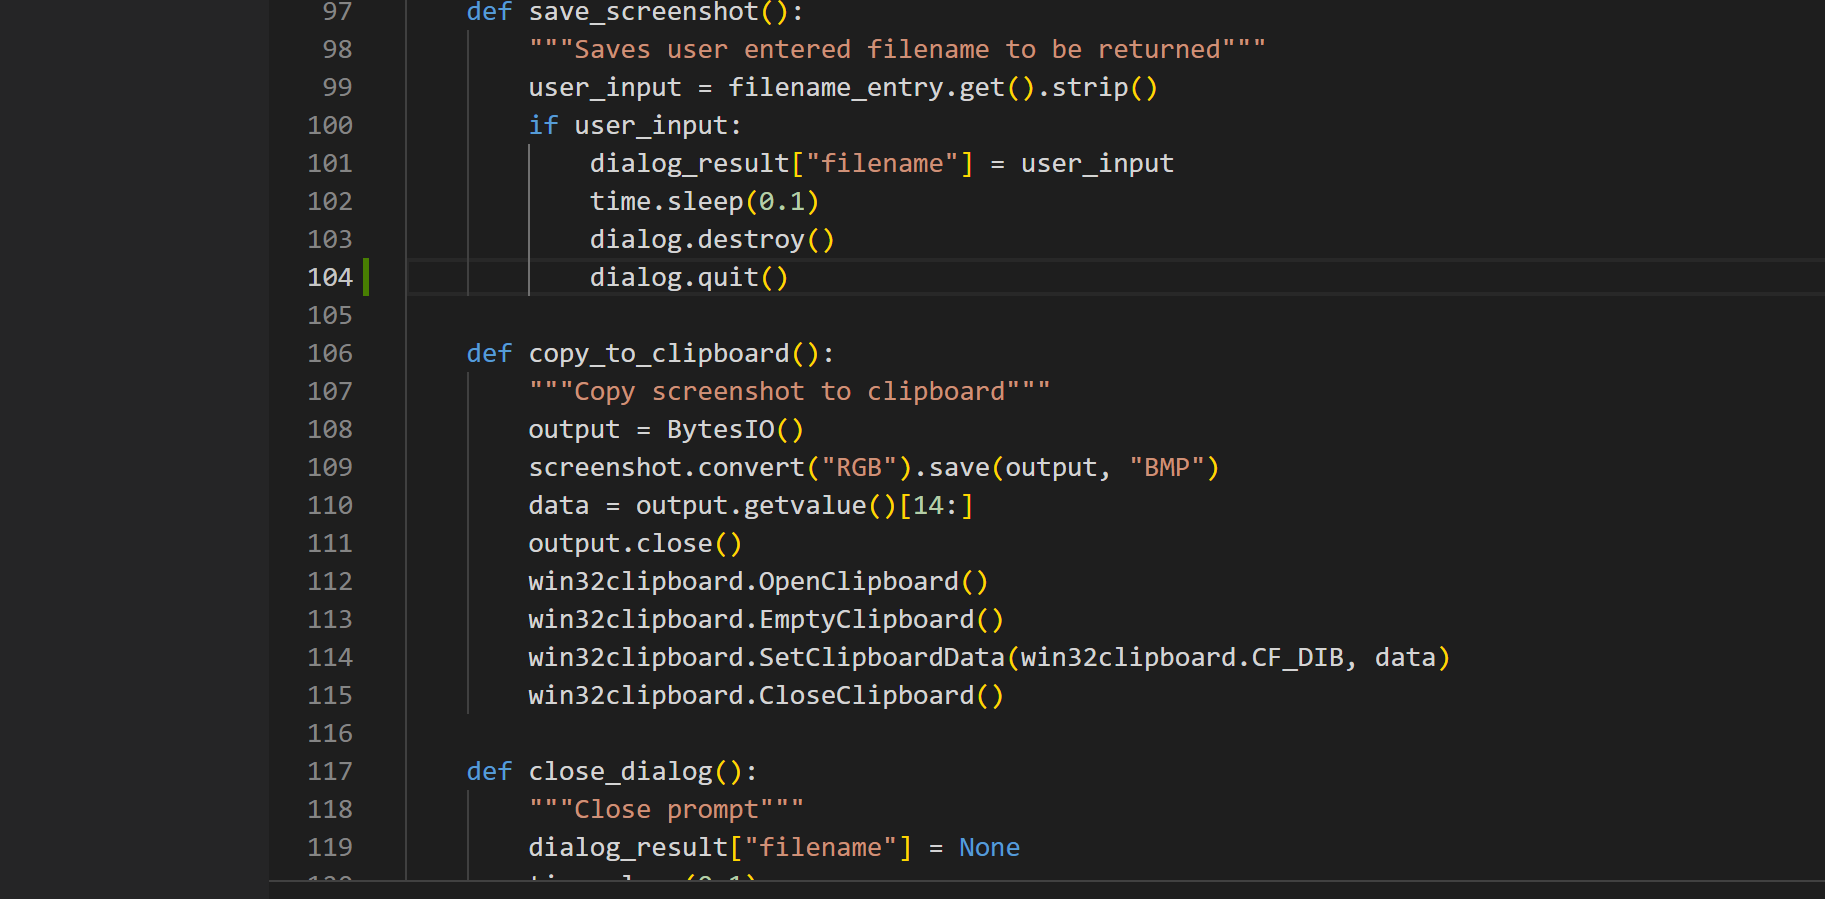 97 def save_screenshot():
98 """Saves user entered filename to be returned"""
99 user_input = filename_entry.get().strip()
100 if user_input:
101 dialog_result["filename"] = user_input
102 time.sleep(0.1)
103 dialog.destroy()
104 dialog.quit()
105
106 def copy_to_clipboard():
107 """Copy screenshot to clipboard"""
108 output = BytesIO()
109 screenshot.convert("RGB").save(output, "BMP")
110 data = output.getvalue()[14:]
111 output.close()
112 win32clipboard.OpenClipboard()
113 win32clipboard.EmptyClipboard()
114 win32clipboard.SetClipboardData(win32clipboard.CF_DIB, data)
115 win32clipboard.CloseClipboard()
116
117 def close_dialog():
118 """Close prompt"""
119 dialog_result["filename"] = None